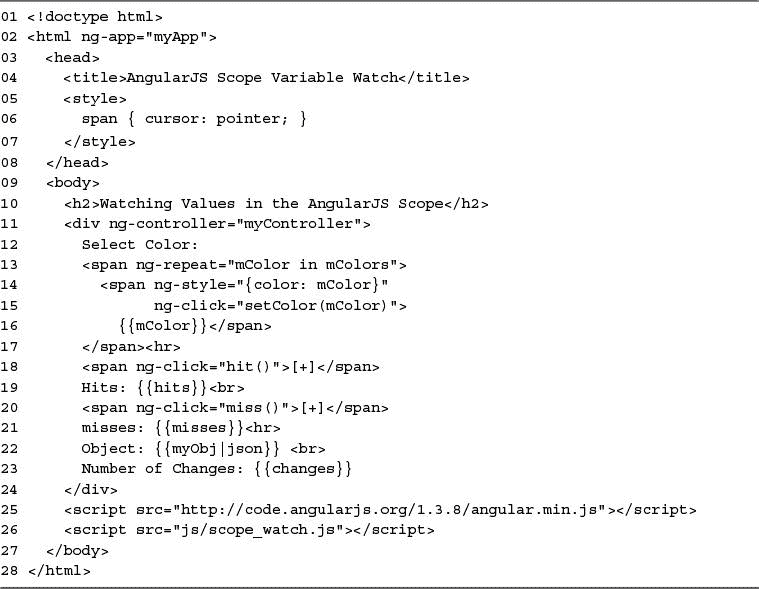 01 <!doctype html>
02 <html ng-app="myApp">
03   <head>
04     <title>AngularJS Scope Variable Watch</title>
05     <style>
06       span { cursor: pointer; }
07     </style>
08   </head>
09   <body>
10     <h2>Watching Values in the AngularJS Scope</h2>
11     <div ng-controller="myController">
12       Select Color:
13       <span ng-repeat="mColor in mColors">
14         <span ng-style="{color: mColor}"
15               ng-click="setColor(mColor)">
16           {{mColor}}</span>
17       </span><hr>
18       <span ng-click="hit()">[+]</span>
19       Hits: {{hits}}<br>
20       <span ng-click="miss()">[+]</span>
21       misses: {{misses}}<hr>
22       Object: {{myObj|json}} <br>
23       Number of Changes: {{changes}}
24     </div>
25     <script src="http://code.angularjs.org/1.3.8/angular.min.js"></script>
26     <script src="js/scope_watch.js"></script>
27   </body>
28 </html>